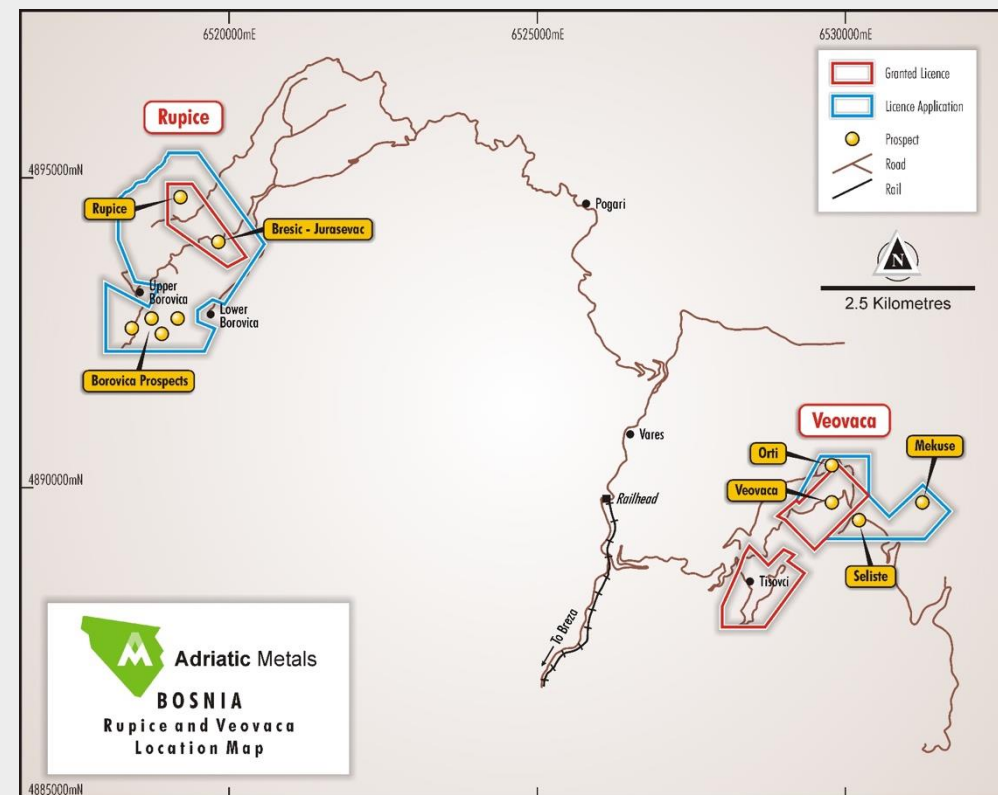 6520000mE
6525000mE
6530000mE
Granted Licence
Licence Application
Prospect
Road
Rail
Rupice
4895000mN
Rupice
Pogari
Bresic - Jurasevac
N
2.5 Kilometres
Upper
Borovica
Lower
Borovica
Borovica Prospects
Veovaca
Vares
Orti
Mekuse
4890000mN
Veovaca
Railhead
Seliste
Tisovci
To Breza
Adriatic Metals
BOSNIA
Rupice and Veovaca
Location Map
4885000mN